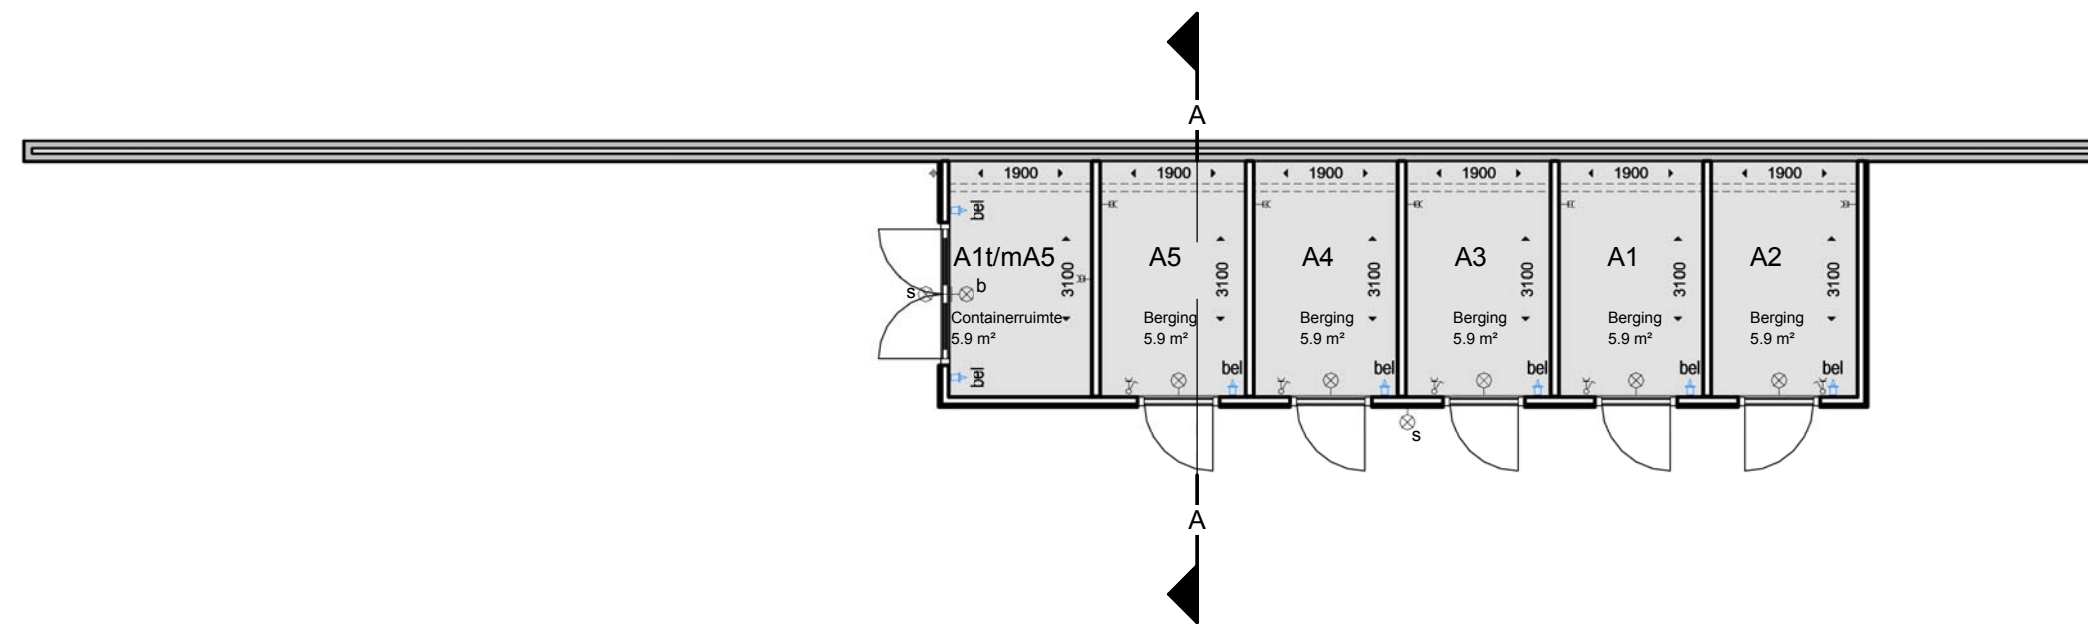 A
1900 1900 1900 1900 1900 1900
bel
A1t/mA5 A5 A4 A3 A1 A2
3100 3100 3100 3100 3100 3100
s b
Containerruimte Berging Berging Berging Berging Berging
5.9 m² 5.9 m² 5.9 m² 5.9 m² 5.9 m² 5.9 m²
bel bel bel bel bel bel
s
A